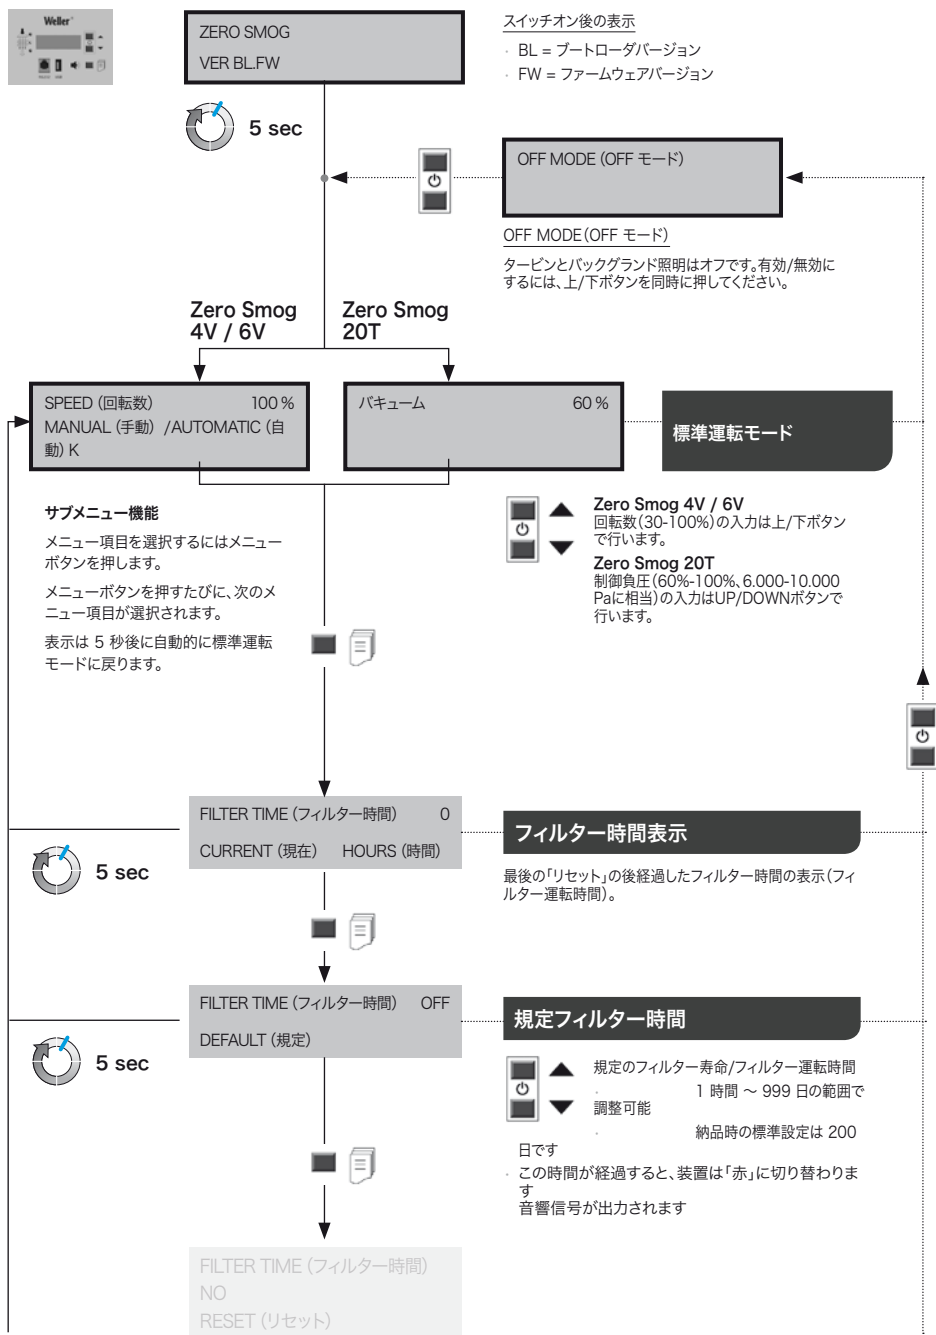 Weller
ZERO SMOG
VER BL.FW
スイッチオン後の表示
· BL = ブートローダバージョン
· FW = ファームウェアバージョン
5 sec
OFF MODE (OFF モード)
OFF MODE(OFF モード)
タービンとバックグランド照明はオフです。有効/無効に
するには、上/下ボタンを同時に押してください。
Zero Smog
4V / 6V
Zero Smog
20T
SPEED (回転数) 100 %
MANUAL (手動) /AUTOMATIC (自
動) K
バキューム 60 %
標準運転モード
サブメニュー機能
メニュー項目を選択するにはメニュー
ボタンを押します。
メニューボタンを押すたびに、次のメ
ニュー項目が選択されます。
表示は 5 秒後に自動的に標準運転
モードに戻ります。
Zero Smog 4V / 6V
回転数(30-100%)の入力は上/下ボタン
で行います。
Zero Smog 20T
制御負圧(60%-100%、6.000-10.000
Paに相当)の入力はUP/DOWNボタンで
行います。
FILTER TIME (フィルター時間) 0
CURRENT (現在) HOURS (時間)
5 sec
フィルター時間表示
最後の「リセット」の後経過したフィルター時間の表示(フィ
ルター運転時間)。
FILTER TIME (フィルター時間) OFF
DEFAULT (規定)
5 sec
規定フィルター時間
規定のフィルター寿命/フィルター運転時間
· 1 時間 ～ 999 日の範囲で
調整可能
· 納品時の標準設定は 200
日です
· この時間が経過すると、装置は「赤」に切り替わりま
す
音響信号が出力されます
FILTER TIME (フィルター時間)
NO
RESET (リセット)